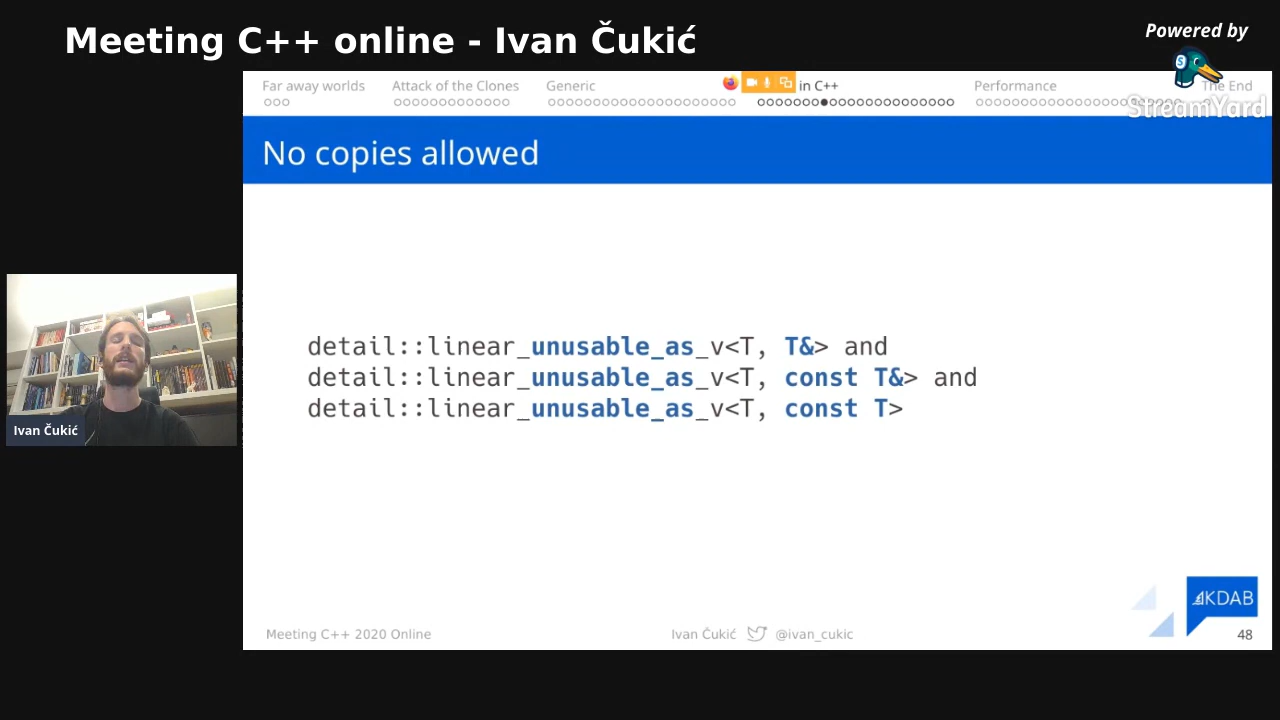 Meeting C++ online - Ivan Čukić
Powered by
StreamYard
Far away worlds
Attack of the Clones
Generic
in C++
Performance
The End
No copies allowed
detail::linear_unusable_as_v<T, T&> and
detail::linear_unusable_as_v<T, const T&> and
detail::linear_unusable_as_v<T, const T>
Ivan Čukić
KDAB
Meeting C++ 2020 Online
Ivan Čukić
@ivan_cukic
48